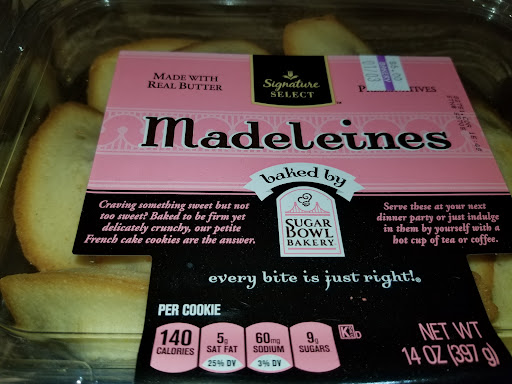 MADE WITH
REAL BUTTER
Signature
SELECT
™
Madeleines
baked by
SUGAR
BOWL
BAKERY
Craving something sweet but not
too sweet? Baked to be firm yet
delicately crunchy, our petite
French cake cookies are the answer.
Serve these at your next
dinner party or just indulge
in them by yourself with a
hot cup of tea or coffee.
every bite is just right!®
PER COOKIE
140
CALORIES
5g
SAT FAT
25% DV
60mg
SODIUM
3% DV
9g
SUGARS
NET WT
14 OZ (397 g)